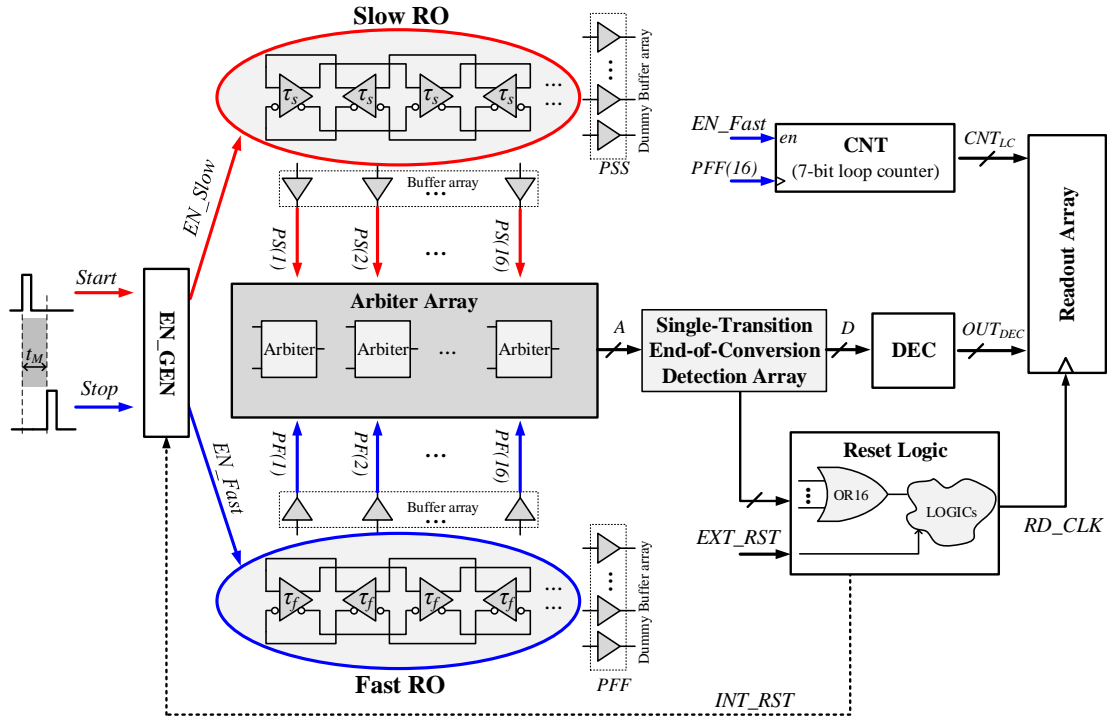 Slow RO
τs
τs
τs
τs
...
...
...
Dummy Buffer array
PSS
Buffer array
...
EN_Slow
PS(1)
PS(2)
...
PS(16)
EN_Fast
en
PFF(16)
CNT
(7-bit loop counter)
CNTLC
Readout Array
Start
tM
Stop
EN_GEN
Arbiter Array
Arbiter
Arbiter
...
Arbiter
A
Single-Transition
End-of-Conversion
Detection Array
D
DEC
OUTDEC
EN_Fast
PF(1)
PF(2)
...
PF(16)
Buffer array
...
Reset Logic
OR16
LOGICs
EXT_RST
RD_CLK
τf
τf
τf
τf
...
...
...
Dummy Buffer array
PFF
Fast RO
INT_RST